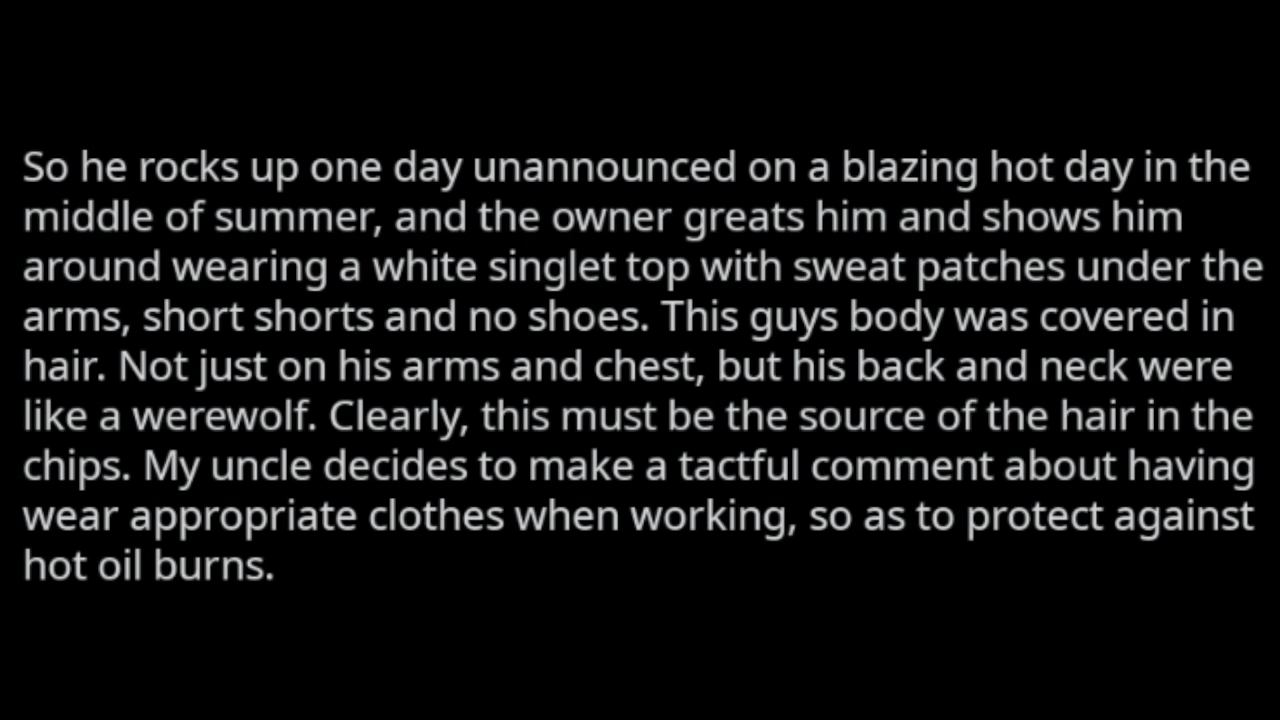 So he rocks up one day unannounced on a blazing hot day in the
middle of summer, and the owner greats him and shows him
around wearing a white singlet top with sweat patches under the
arms, short shorts and no shoes. This guys body was covered in
hair. Not just on his arms and chest, but his back and neck were
like a werewolf. Clearly, this must be the source of the hair in the
chips. My uncle decides to make a tactful comment about having
wear appropriate clothes when working, so as to protect against
hot oil burns.